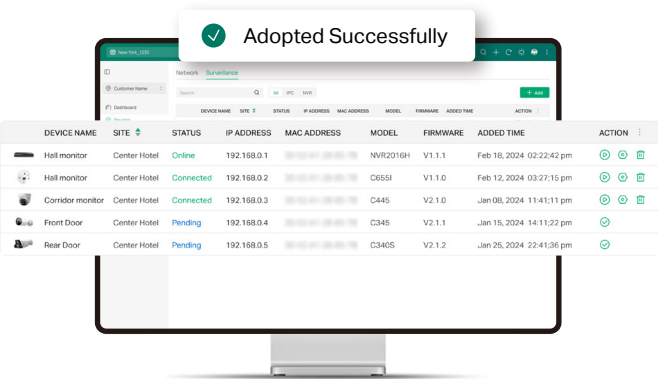 Adopted Successfully
New York_1230
Customer Name
Network Surveillance
Search All IPC NVR + Add
Dashboard
DEVICE NAME SITE STATUS IP ADDRESS MAC ADDRESS MODEL FIRMWARE ADDED TIME ACTION
DEVICE NAME SITE STATUS IP ADDRESS MAC ADDRESS MODEL FIRMWARE ADDED TIME ACTION
Hall monitor Center Hotel Online 192.168.0.1 NVR2016H V1.1.1 Feb 18, 2024 02:22:42 pm
Hall monitor Center Hotel Connected 192.168.0.2 C655I V1.1.0 Feb 12, 2024 03:27:15 pm
Corridor monitor Center Hotel Connected 192.168.0.3 C445 V2.1.0 Jan 08, 2024 11:41:11 pm
Front Door Center Hotel Pending 192.168.0.4 C345 V2.1.1 Jan 15, 2024 14:11:22 pm
Rear Door Center Hotel Pending 192.168.0.5 C340S V2.1.2 Jan 25, 2024 22:41:36 pm